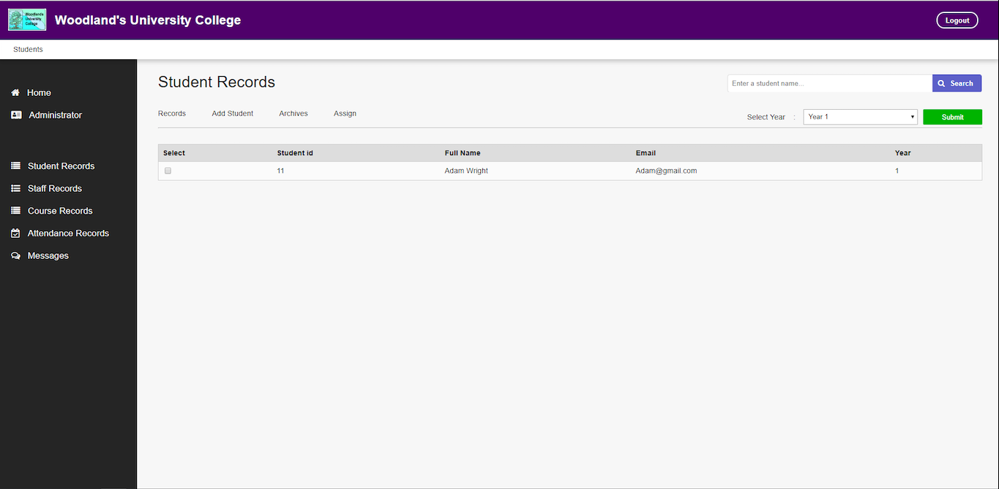 Woodlands
University
College
Woodland's University College
Logout
Students
Home
Administrator
Student Records
Staff Records
Course Records
Attendance Records
Messages
Student Records
Enter a student name...
Search
Records Add Student Archives Assign
Select Year : Year 1 Submit
Select Student id Full Name Email Year
11 Adam Wright Adam@gmail.com 1